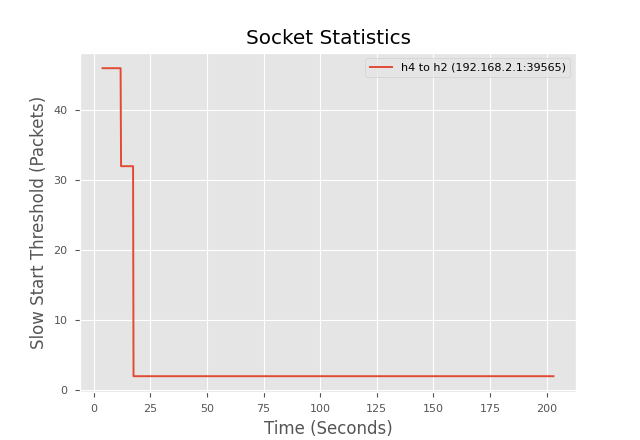 Socket Statistics
h4 to h2 (192.168.2.1:39565)
Slow Start Threshold (Packets)
40
30
20
10
0
0 25 50 75 100 125 150 175 200
Time (Seconds)